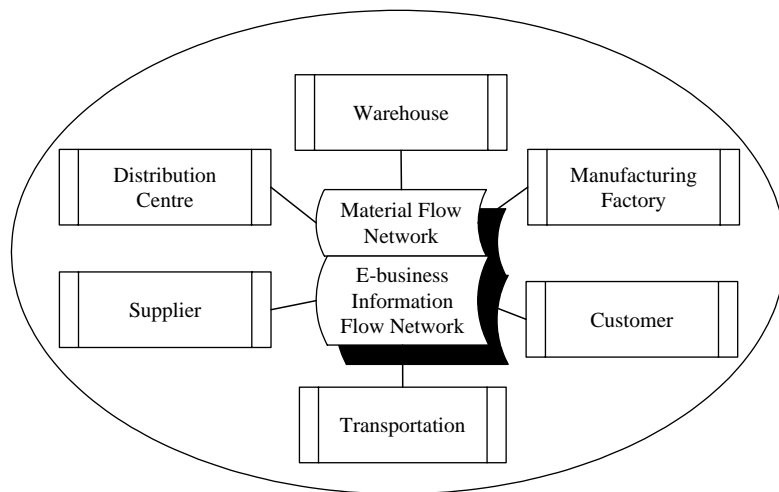 Warehouse
Distribution
Centre
Manufacturing
Factory
Material Flow
Network
E-business
Information
Flow Network
Supplier
Customer
Transportation